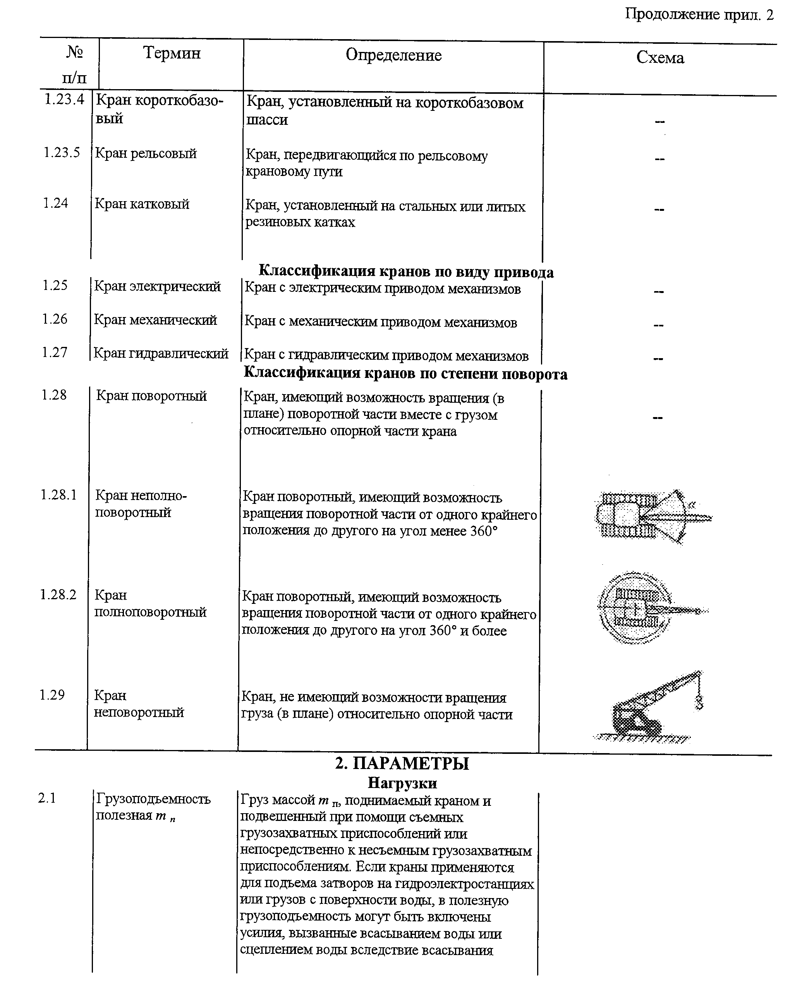 Продолжение прил. 2
№ Термин Определение Схема
п/п
1.23.4 Кран короткобазо- Кран, установленный на короткобазовом
вый шасси --
1.23.5 Кран рельсовый Кран, передвигающийся по рельсовому --
крановому пути
1.24 Кран катковый Кран, установленный на стальных или литых --
резиновых катках
Классификация кранов по виду привода
1.25 Кран электрический Кран с электрическим приводом механизмов --
1.26 Кран механический Кран с механическим приводом механизмов --
1.27 Кран гидравлический Кран с гидравлическим приводом механизмов --
Классификация кранов по степени поворота
1.28 Кран поворотный Кран, имеющий возможность вращения (в
плане) поворотной части вместе с грузом --
относительно опорной части крана
1.28.1 Кран неполно- Кран поворотный, имеющий возможность
поворотный вращения поворотной части от одного крайнего
положения до другого на угол менее 360°
1.28.2 Кран Кран поворотный, имеющий возможность
полноповоротный вращения поворотной части от одного крайнего
положения до другого на угол 360° и более
1.29 Кран Кран, не имеющий возможности вращения
неповоротный груза (в плане) относительно опорной части
2. ПАРАМЕТРЫ
Нагрузки
2.1 Грузоподъемность Груз массой m п, поднимаемый краном и
полезная m п подвешенный при помощи съемных
грузозахватных приспособлений или
непосредственно к несъемным грузозахватным
приспособлениям. Если краны применяются
для подъема затворов на гидроэлектростанциях
или грузов с поверхности воды, в полезную
грузоподъемность могут быть включены
усилия, вызванные всасыванием воды или
сцеплением воды вследствие всасывания